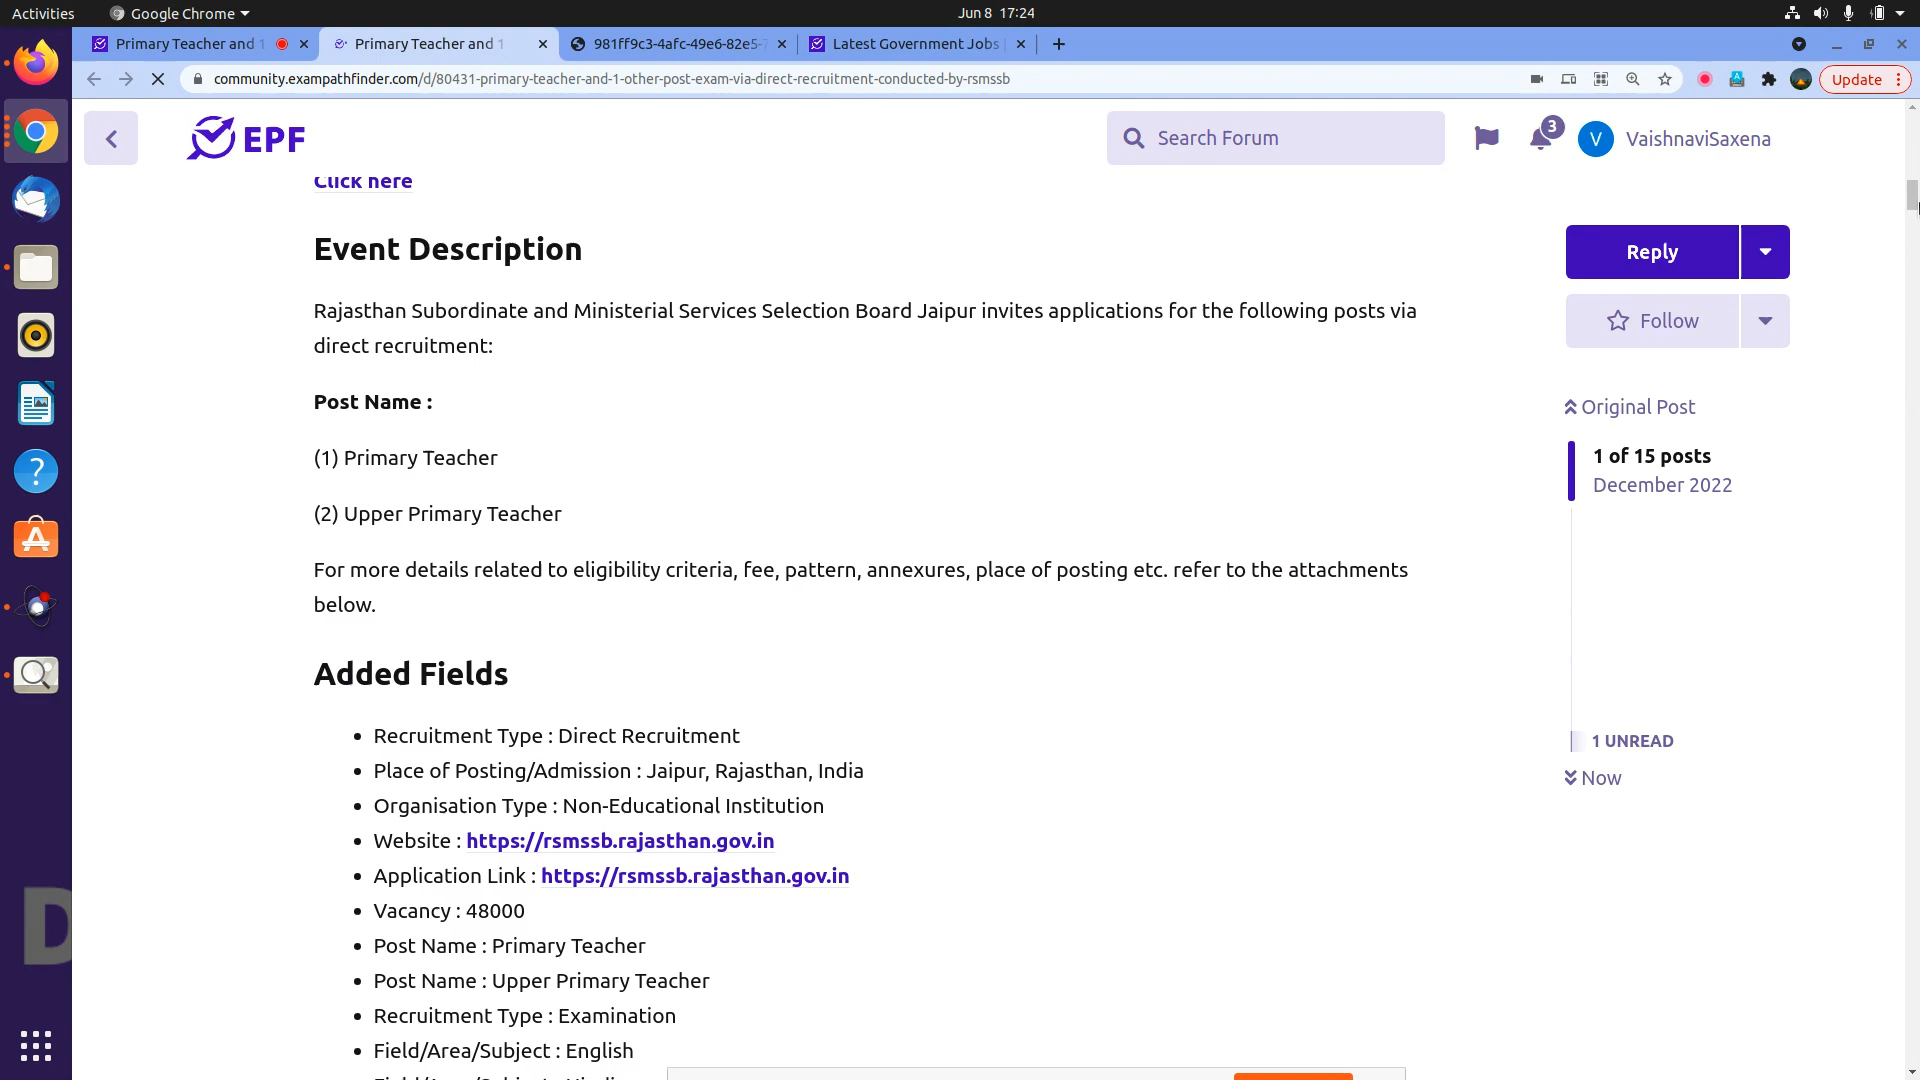 Activities
Google Chrome
Jun 8 17:24
Primary Teacher and 1
Primary Teacher and 1
981ff9c3-4afc-49e6-82e5-
Latest Government Jobs
community.exampathfinder.com/d/80431-primary-teacher-and-1-other-post-exam-via-direct-recruitment-conducted-by-rsmssb
Update
EPF
Search Forum
3
V
VaishnaviSaxena
Click here
Event Description
Rajasthan Subordinate and Ministerial Services Selection Board Jaipur invites applications for the following posts via
direct recruitment:
Post Name :
(1) Primary Teacher
(2) Upper Primary Teacher
For more details related to eligibility criteria, fee, pattern, annexures, place of posting etc. refer to the attachments
below.
Added Fields
• Recruitment Type : Direct Recruitment
• Place of Posting/Admission : Jaipur, Rajasthan, India
• Organisation Type : Non-Educational Institution
• Website : https://rsmssb.rajasthan.gov.in
• Application Link : https://rsmssb.rajasthan.gov.in
• Vacancy : 48000
• Post Name : Primary Teacher
• Post Name : Upper Primary Teacher
• Recruitment Type : Examination
• Field/Area/Subject : English
Reply
Follow
Original Post
1 of 15 posts
December 2022
1 UNREAD
Now